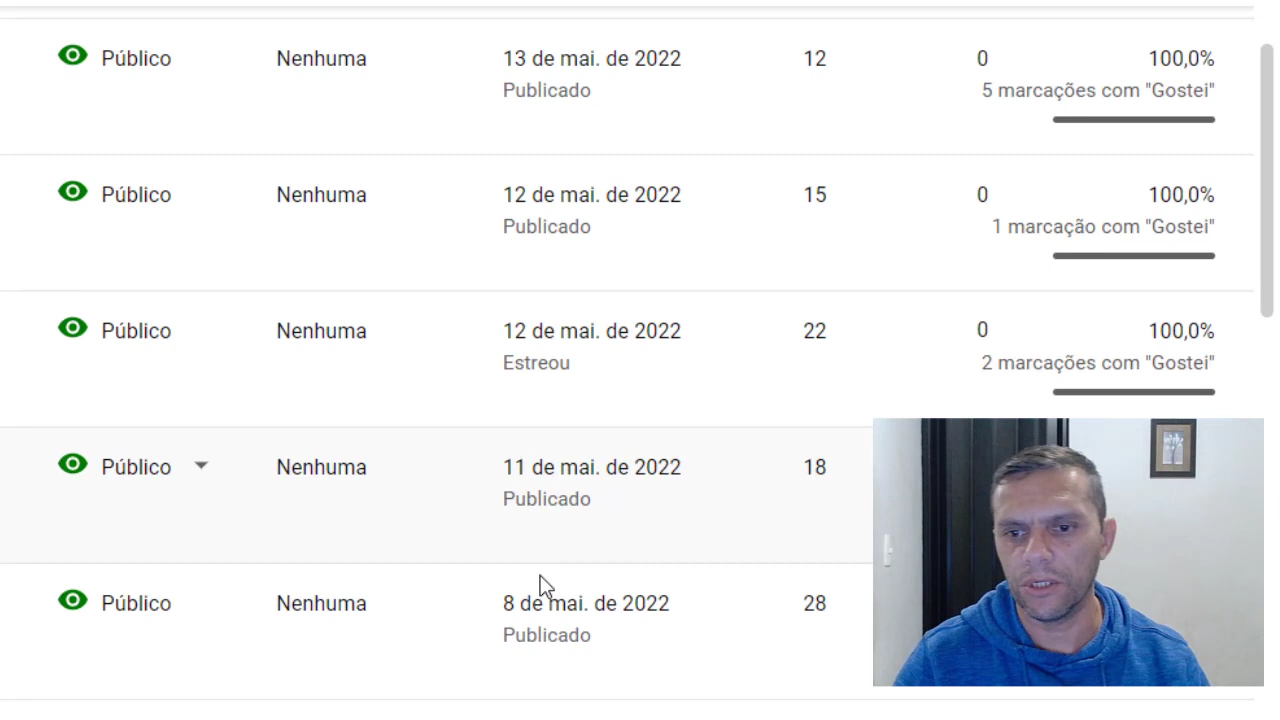 Público Nenhuma 13 de mai. de 2022 12 0 100,0%
Publicado 5 marcações com "Gostei"
Público Nenhuma 12 de mai. de 2022 15 0 100,0%
Publicado 1 marcação com "Gostei"
Público Nenhuma 12 de mai. de 2022 22 0 100,0%
Estreou 2 marcações com "Gostei"
Público Nenhuma 11 de mai. de 2022 18
Publicado
Público Nenhuma 8 de mai. de 2022 28
Publicado